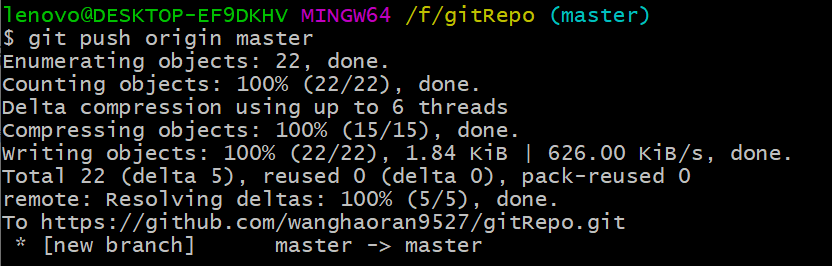 lenovo@DESKTOP-EF9DKHV MINGW64 /f/gitRepo (master)
$ git push origin master
Enumerating objects: 22, done.
Counting objects: 100% (22/22), done.
Delta compression using up to 6 threads
Compressing objects: 100% (15/15), done.
Writing objects: 100% (22/22), 1.84 KiB | 626.00 KiB/s, done.
Total 22 (delta 5), reused 0 (delta 0), pack-reused 0
remote: Resolving deltas: 100% (5/5), done.
To https://github.com/wanghaoran9527/gitRepo.git
 * [new branch]      master -> master